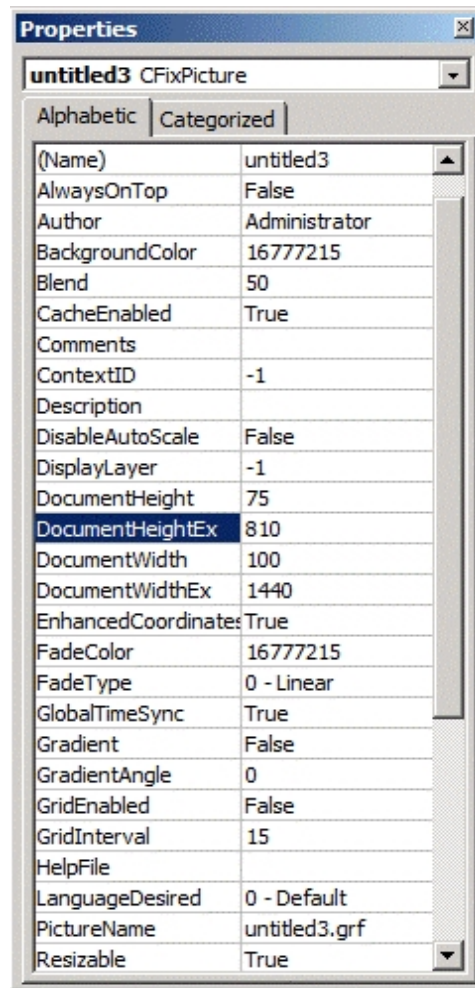 Properties
untitled3 CFixPicture
Alphabetic Categorized
(Name) untitled3
AlwaysOnTop False
Author Administrator
BackgroundColor 16777215
Blend 50
CacheEnabled True
Comments
ContextID -1
Description
DisableAutoScale False
DisplayLayer -1
DocumentHeight 75
DocumentHeightEx 810
DocumentWidth 100
DocumentWidthEx 1440
EnhancedCoordinates True
FadeColor 16777215
FadeType 0 - Linear
GlobalTimeSync True
Gradient False
GradientAngle 0
GridEnabled False
GridInterval 15
HelpFile
LanguageDesired 0 - Default
PictureName untitled3.grf
Resizable True